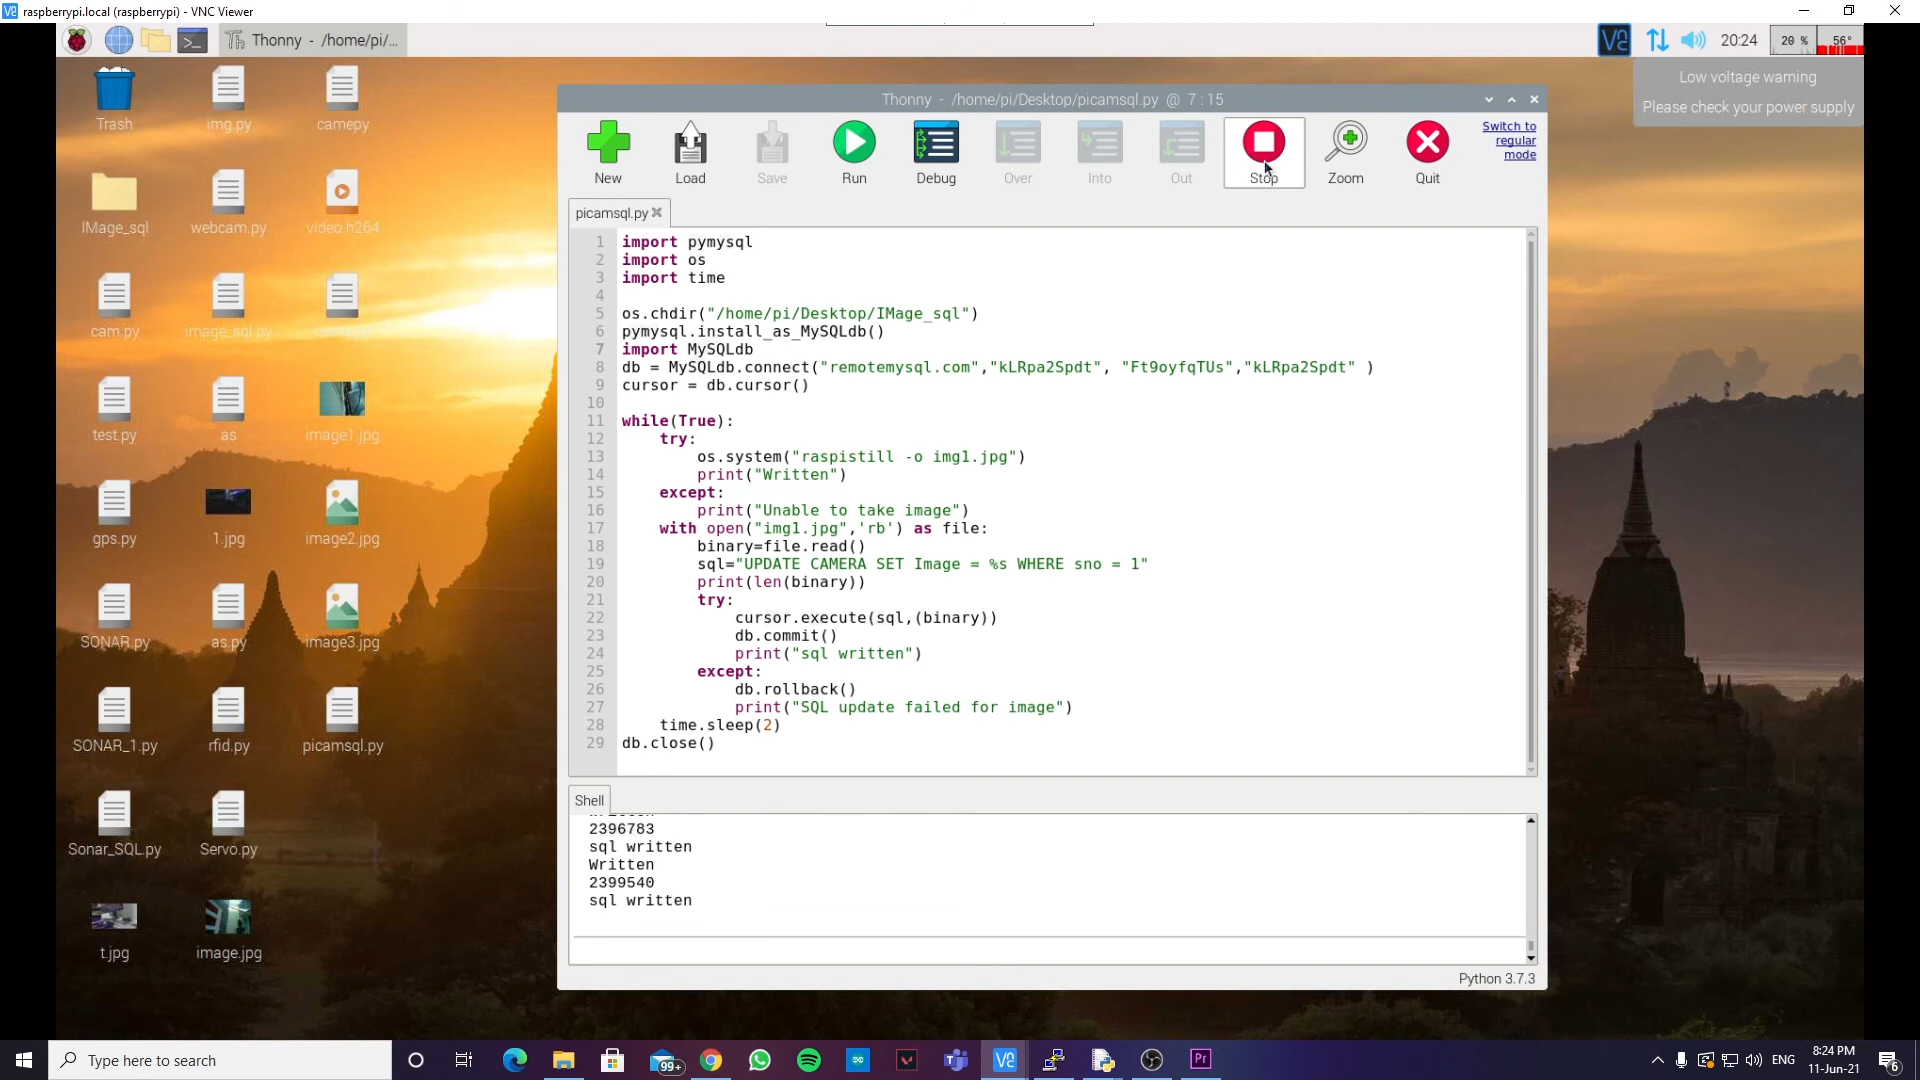 raspberrypi.local (raspberrypi) - VNC Viewer
Thonny - /home/pi/...
20:24
20 %
56°
Low voltage warning
Please check your power supply
Trash
img.py
camepy
IMage_sql
webcam.py
video.h264
cam.py
image_sql.py
test.py
as
image1.jpg
gps.py
1.jpg
image2.jpg
SONAR.py
as.py
image3.jpg
SONAR_1.py
rfid.py
picamsql.py
Sonar_SQL.py
Servo.py
t.jpg
image.jpg
Thonny - /home/pi/Desktop/picamsql.py @ 7 : 15
New
Load
Save
Run
Debug
Over
Into
Out
Stop
Zoom
Quit
Switch to
regular
mode
picamsql.py
1 import pymysql
2 import os
3 import time
4
5 os.chdir("/home/pi/Desktop/IMage_sql")
6 pymysql.install_as_MySQLdb()
7 import MySQLdb
8 db = MySQLdb.connect("remotemysql.com","kLRpa2Spdt", "Ft9oyfqTUs","kLRpa2Spdt" )
9 cursor = db.cursor()
10
11 while(True):
12 try:
13 os.system("raspistill -o img1.jpg")
14 print("Written")
15 except:
16 print("Unable to take image")
17 with open("img1.jpg",'rb') as file:
18 binary=file.read()
19 sql="UPDATE CAMERA SET Image = %s WHERE sno = 1"
20 print(len(binary))
21 try:
22 cursor.execute(sql,(binary))
23 db.commit()
24 print("sql written")
25 except:
26 db.rollback()
27 print("SQL update failed for image")
28 time.sleep(2)
29 db.close()
Shell
2396783
sql written
Written
2399540
sql written
Python 3.7.3
Type here to search
99+
ENG
8:24 PM
11-Jun-21
6